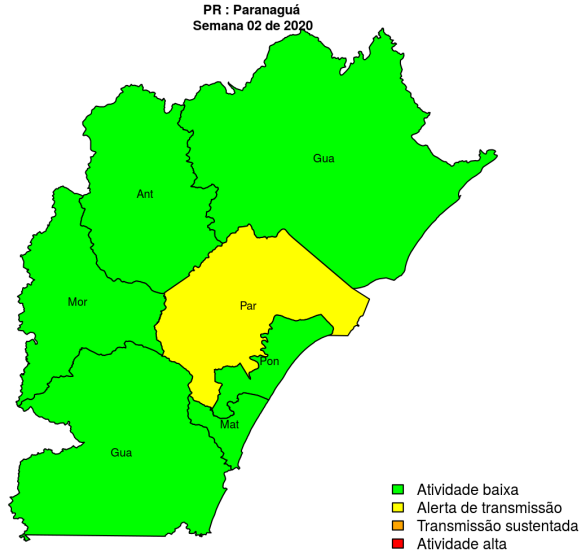 PR : Paranaguá
Semana 02 de 2020
Gua
Ant
Mor
Par
Pon
Mat
Gua
Atividade baixa
Alerta de transmissão
Transmissão sustentada
Atividade alta